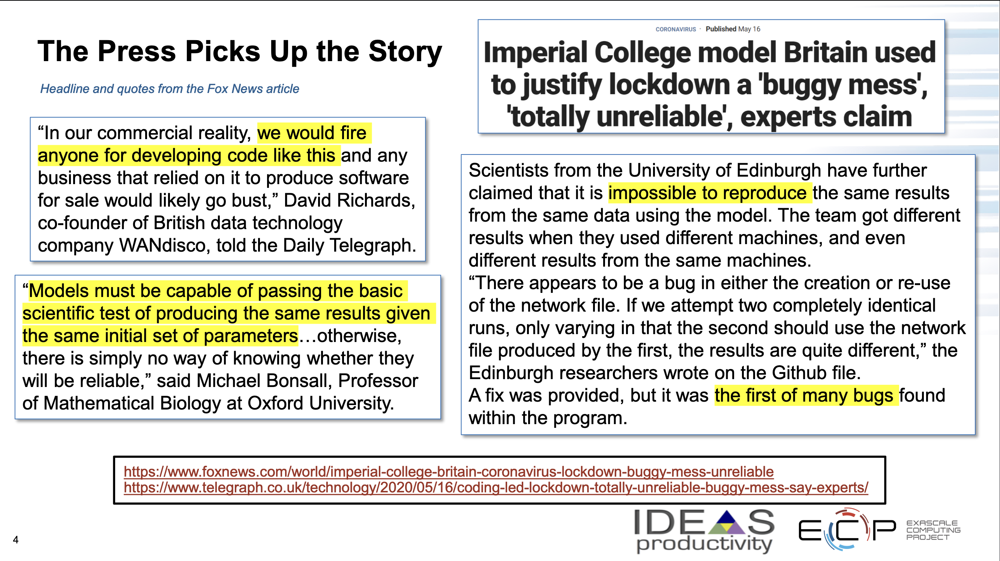 The Press Picks Up the Story
Headline and quotes from the Fox News article
CORONAVIRUS · Published May 16
Imperial College model Britain used
to justify lockdown a 'buggy mess',
'totally unreliable', experts claim
“In our commercial reality, we would fire
anyone for developing code like this and any
business that relied on it to produce software
for sale would likely go bust,” David Richards,
co-founder of British data technology
company WANdisco, told the Daily Telegraph.
“Models must be capable of passing the basic
scientific test of producing the same results given
the same initial set of parameters…otherwise,
there is simply no way of knowing whether they
will be reliable,” said Michael Bonsall, Professor
of Mathematical Biology at Oxford University.
Scientists from the University of Edinburgh have further
claimed that it is impossible to reproduce the same results
from the same data using the model. The team got different
results when they used different machines, and even
different results from the same machines.
“There appears to be a bug in either the creation or re-use
of the network file. If we attempt two completely identical
runs, only varying in that the second should use the network
file produced by the first, the results are quite different,” the
Edinburgh researchers wrote on the Github file.
A fix was provided, but it was the first of many bugs found
within the program.
https://www.foxnews.com/world/imperial-college-britain-coronavirus-lockdown-buggy-mess-unreliable
https://www.telegraph.co.uk/technology/2020/05/16/coding-led-lockdown-totally-unreliable-buggy-mess-say-experts/
4
IDEAS
productivity
ECP
EXASCALE
COMPUTING
PROJECT